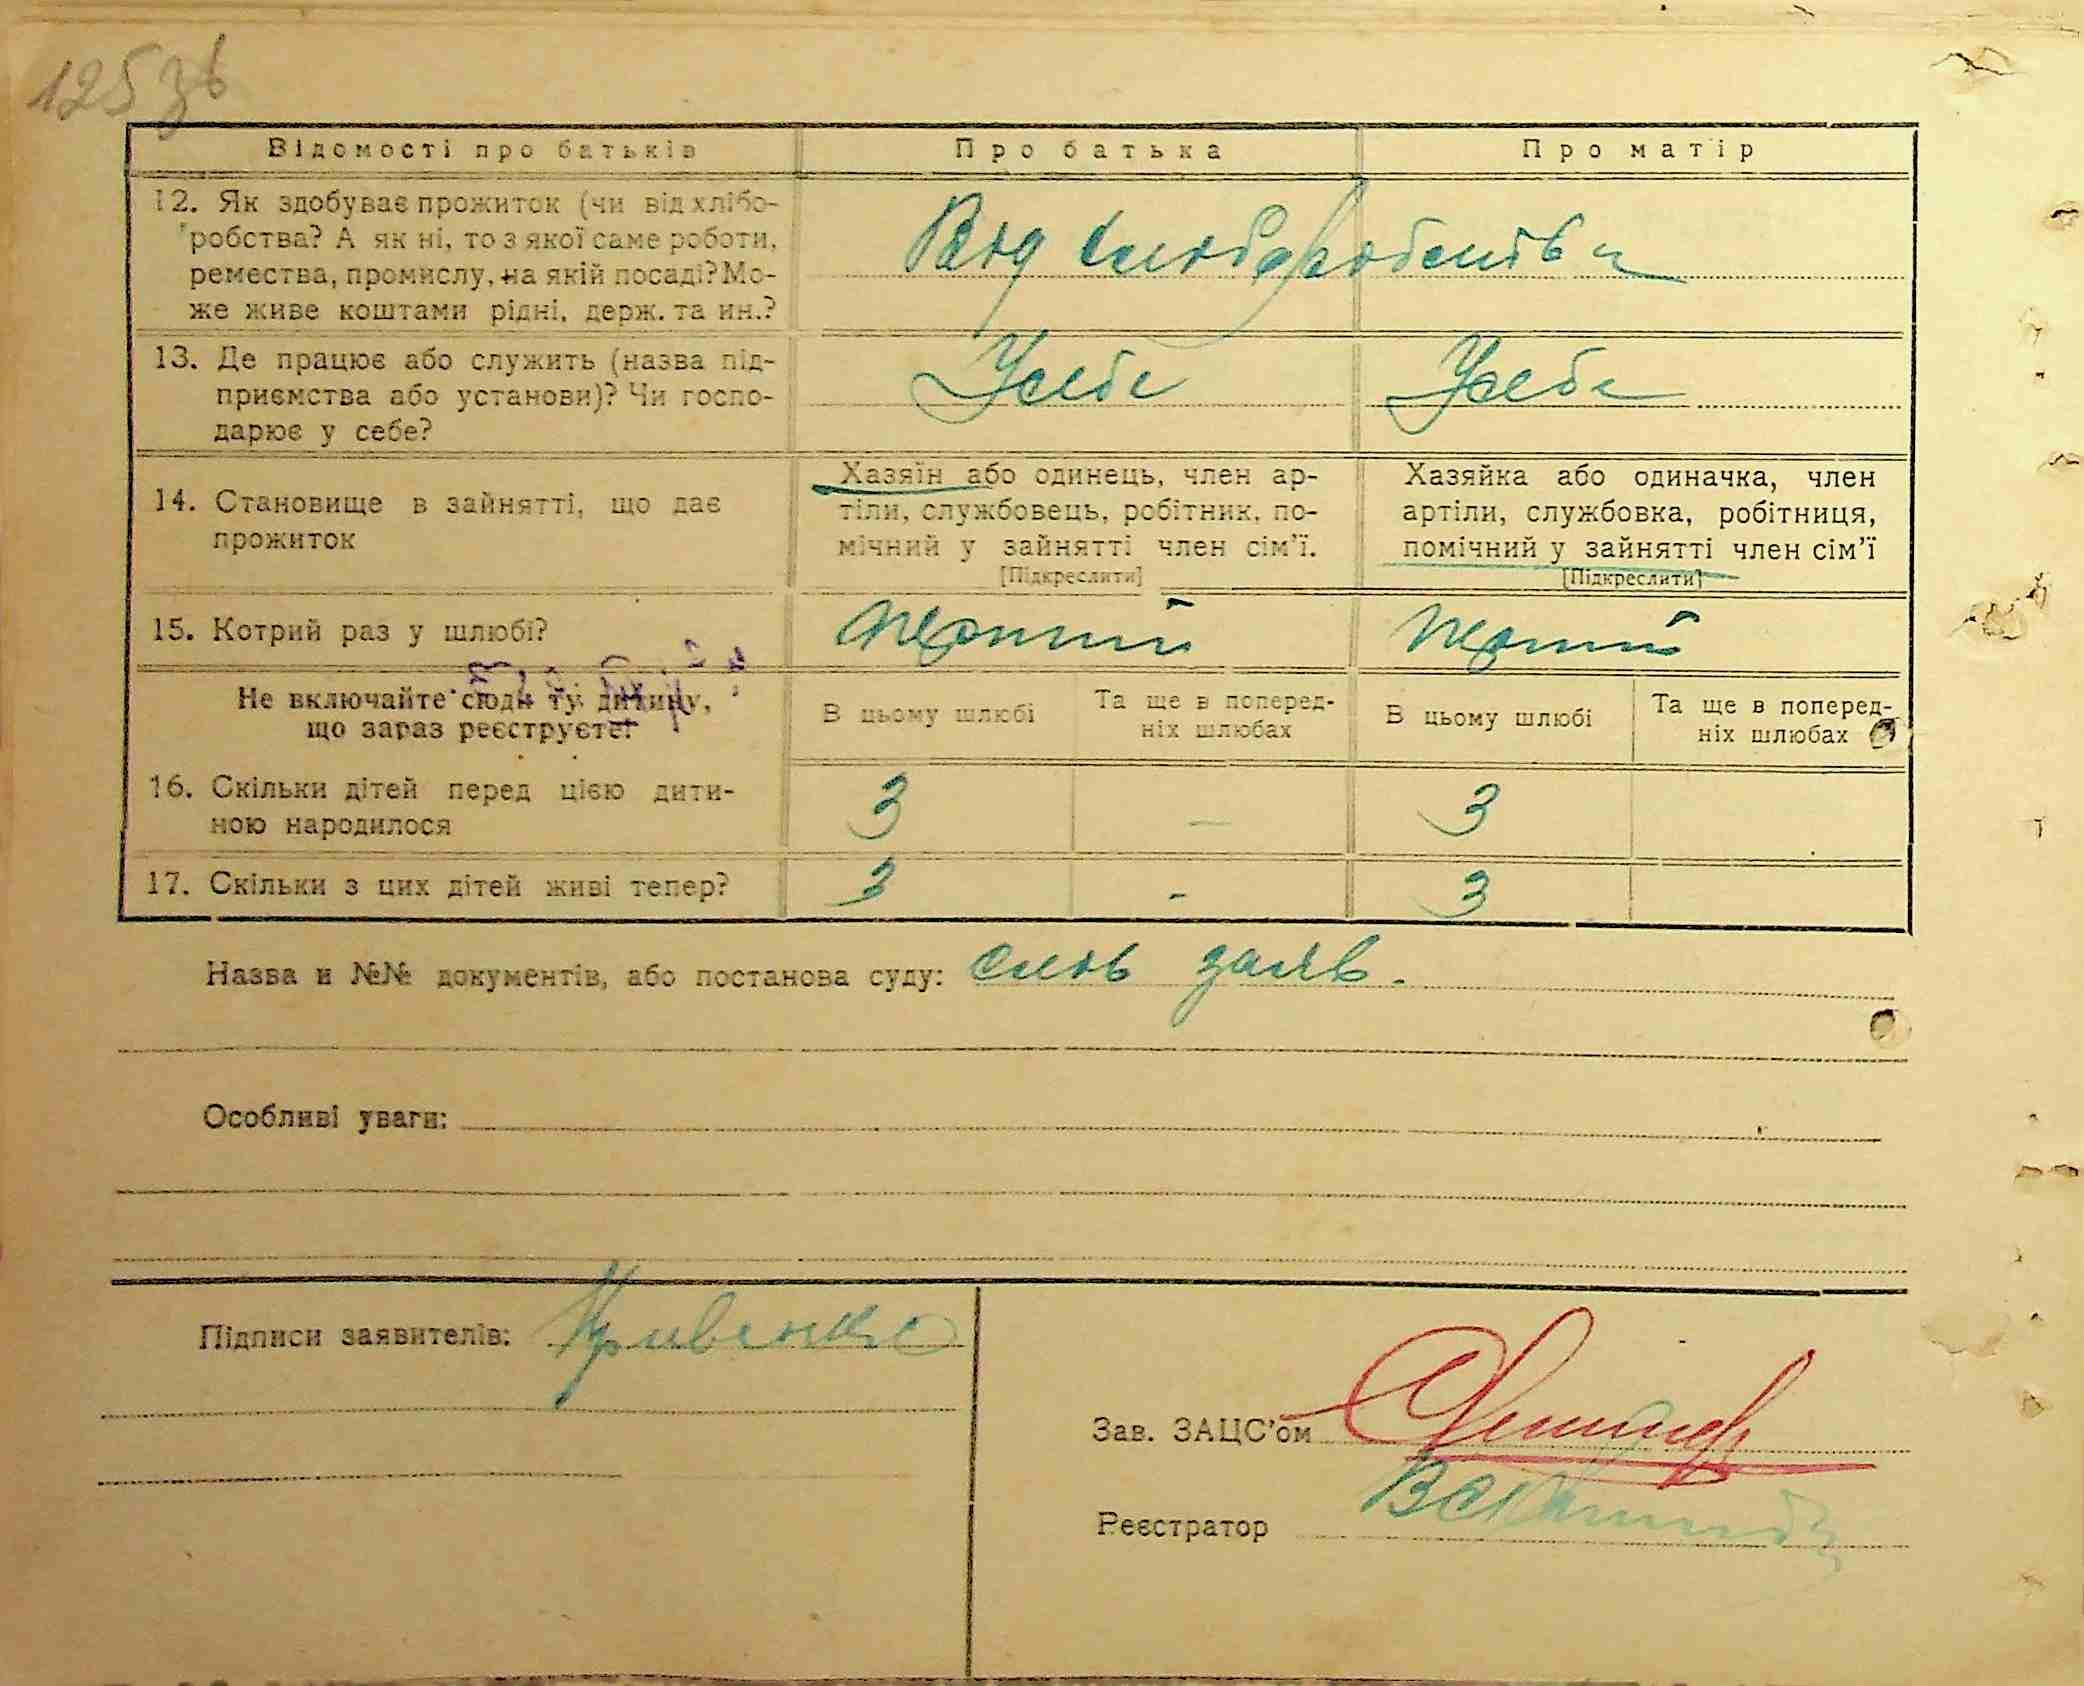 125 зв
Відомості про батьків Про батька Про матір
12. Як здобуває прожиток (чи від хлібо-
робства? А як ні, то з якої саме роботи,
ремества, промислу, на якій посаді? Мо-
же живе коштами рідні, держ. та ин.?
Від хліборобства
13. Де працює або служить (назва під-
приємства або установи)? Чи госпо-
дарює у себе?
У себе У себе
14. Становище в зайнятті, що дає
прожиток
Хазяїн або одинець, член ар-
тіли, службовець, робітник, по-
мічний у зайнятті член сім’ї.
[Підкреслити]
Хазяйка або одиначка, член
артіли, службовка, робітниця,
помічний у зайнятті член сім’ї
[Підкреслити]
15. Котрий раз у шлюбі?
перший перший
Не включайте сюди ту дитину,
що зараз реєструєте!
В цьому шлюбі
Та ще в поперед-
ніх шлюбах
В цьому шлюбі
Та ще в поперед-
ніх шлюбах
16. Скільки дітей перед цією дити-
ною народилося
3 — 3
17. Скільки з цих дітей живі тепер?
3 - 3
Назва и №№ документів, або постанова суду: слов заяв.
Особливі уваги:
Підписи заявителів: Кривенко
Зав. ЗАЦС’ом
Реєстратор